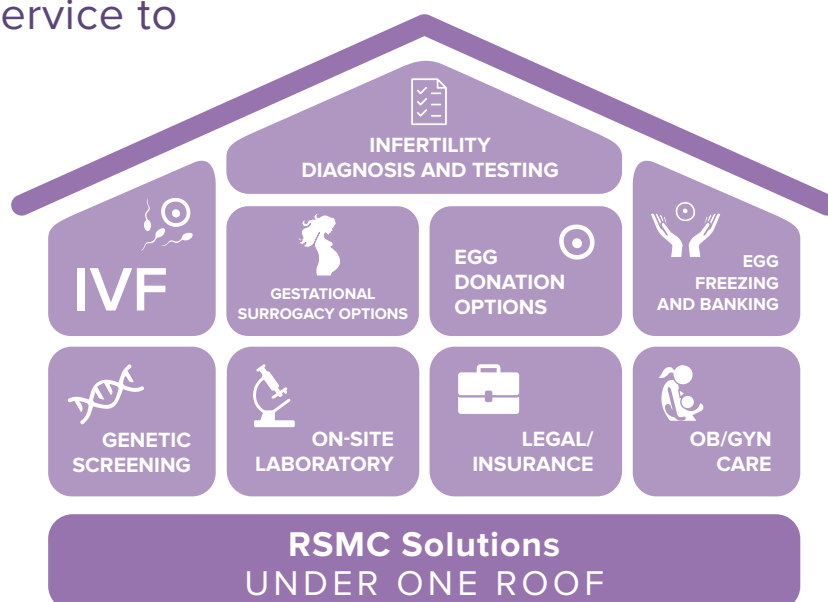 ervice to
INFERTILITY
DIAGNOSIS AND TESTING
IVF
GESTATIONAL
SURROGACY OPTIONS
EGG
DONATION
OPTIONS
EGG
FREEZING
AND BANKING
GENETIC
SCREENING
ON-SITE
LABORATORY
LEGAL/
INSURANCE
OB/GYN
CARE
RSMC Solutions
UNDER ONE ROOF